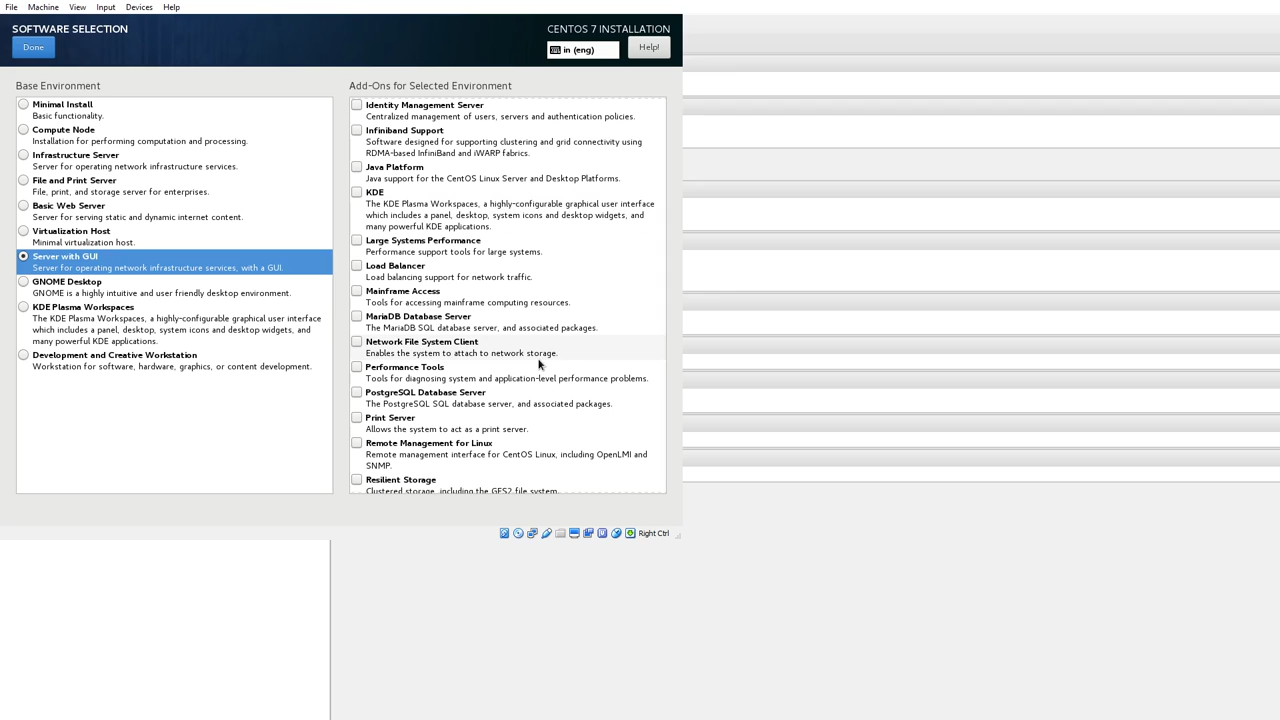 File Machine View Input Devices Help
SOFTWARE SELECTION
Done
CENTOS 7 INSTALLATION
in (eng)
Help!
Base Environment
Minimal Install
Basic functionality.
Compute Node
Installation for performing computation and processing.
Infrastructure Server
Server for operating network infrastructure services.
File and Print Server
File, print, and storage server for enterprises.
Basic Web Server
Server for serving static and dynamic internet content.
Virtualization Host
Minimal virtualization host.
Server with GUI
Server for operating network infrastructure services, with a GUI.
GNOME Desktop
GNOME is a highly intuitive and user friendly desktop environment.
KDE Plasma Workspaces
The KDE Plasma Workspaces, a highly-configurable graphical user interface
which includes a panel, desktop, system icons and desktop widgets, and
many powerful KDE applications.
Development and Creative Workstation
Workstation for software, hardware, graphics, or content development.
Add-Ons for Selected Environment
Identity Management Server
Centralized management of users, servers and authentication policies.
Infiniband Support
Software designed for supporting clustering and grid connectivity using
RDMA-based InfiniBand and iWARP fabrics.
Java Platform
Java support for the CentOS Linux Server and Desktop Platforms.
KDE
The KDE Plasma Workspaces, a highly-configurable graphical user interface
which includes a panel, desktop, system icons and desktop widgets, and
many powerful KDE applications.
Large Systems Performance
Performance support tools for large systems.
Load Balancer
Load balancing support for network traffic.
Mainframe Access
Tools for accessing mainframe computing resources.
MariaDB Database Server
The MariaDB SQL database server, and associated packages.
Network File System Client
Enables the system to attach to network storage.
Performance Tools
Tools for diagnosing system and application-level performance problems.
PostgreSQL Database Server
The PostgreSQL SQL database server, and associated packages.
Print Server
Allows the system to act as a print server.
Remote Management for Linux
Remote management interface for CentOS Linux, including OpenLMI and
SNMP.
Resilient Storage
Clustered storage, including the GFS2 file system.
Right Ctrl